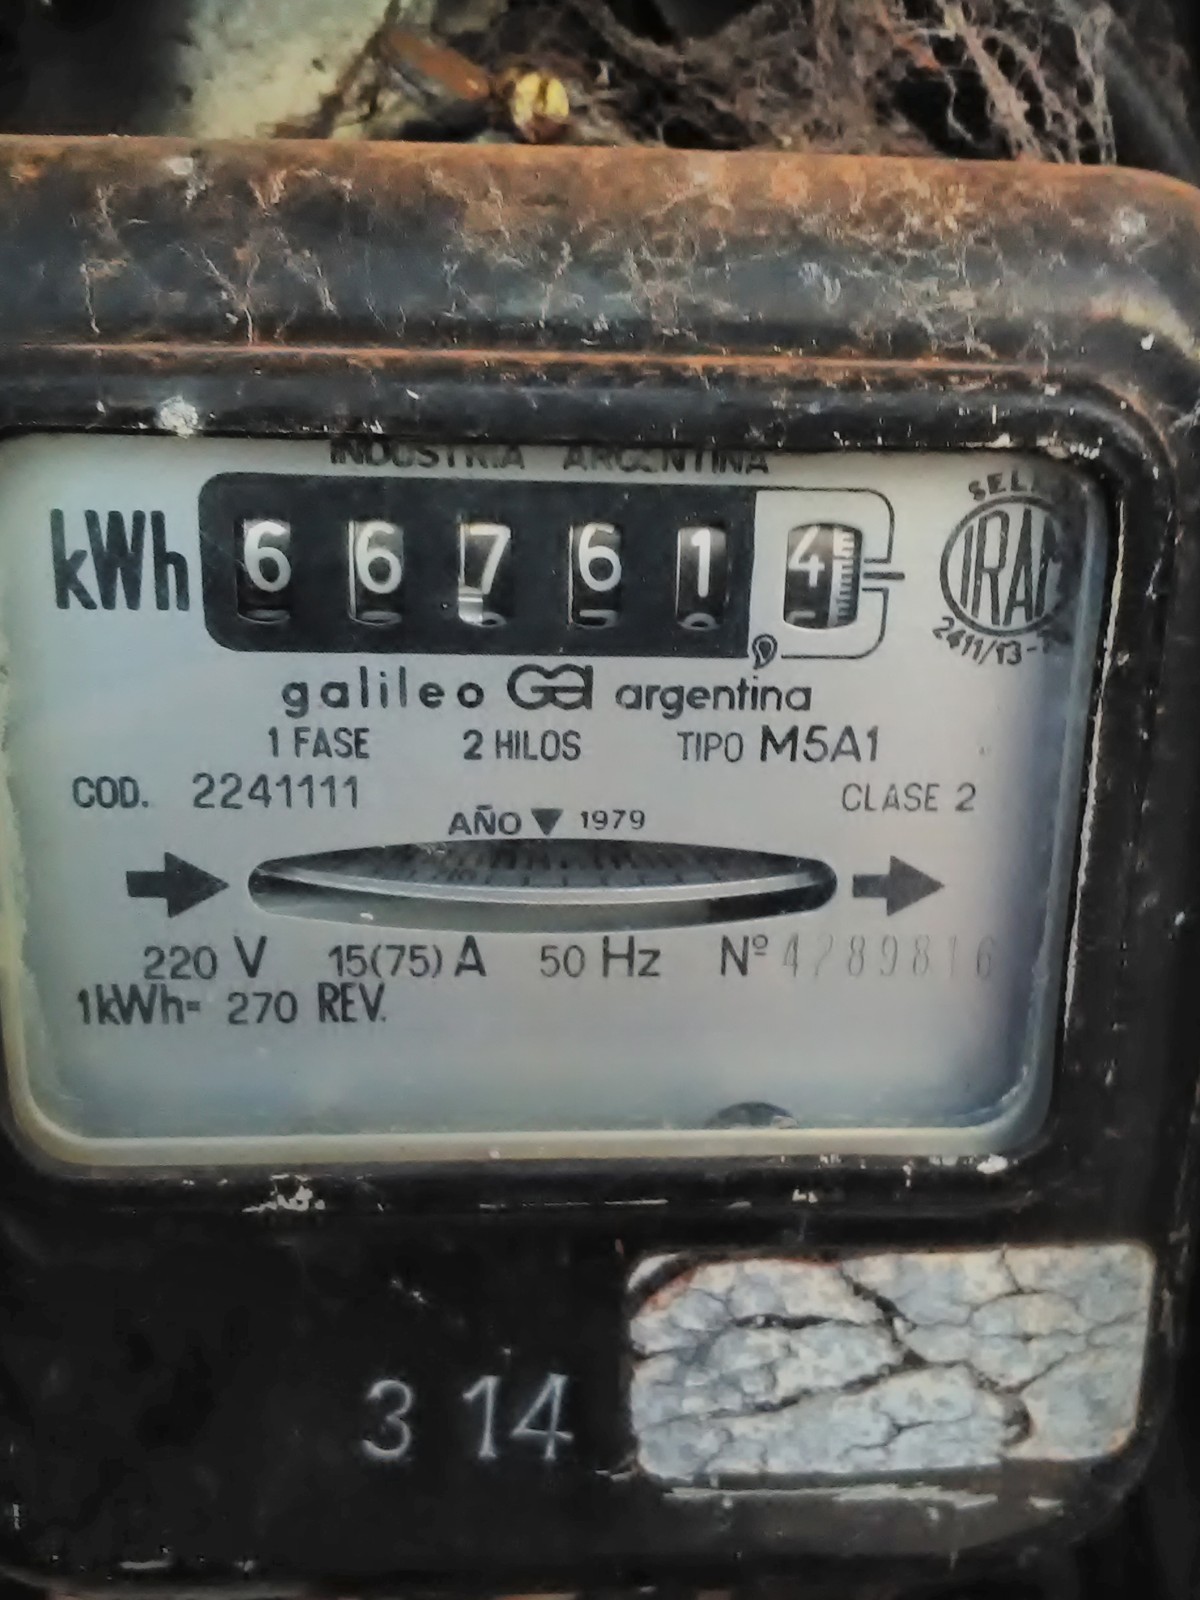 INDUSTRIA ARGENTINA
kWh 6 6 7 6 1 , 4
IRAM
galileo Ga argentina
1 FASE 2 HILOS TIPO M5A1
COD. 2241111 CLASE 2
AÑO ▼ 1979
220 V 15(75) A 50 Hz Nº 4289816
1kWh= 270 REV.
3 14